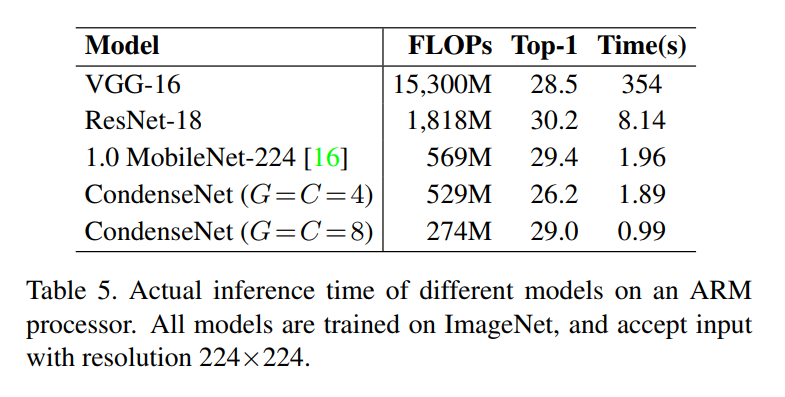 Model FLOPs Top-1 Time(s)
VGG-16 15,300M 28.5 354
ResNet-18 1,818M 30.2 8.14
1.0 MobileNet-224 [16] 569M 29.4 1.96
CondenseNet (G=C=4) 529M 26.2 1.89
CondenseNet (G=C=8) 274M 29.0 0.99
Table 5. Actual inference time of different models on an ARM
processor. All models are trained on ImageNet, and accept input
with resolution 224×224.